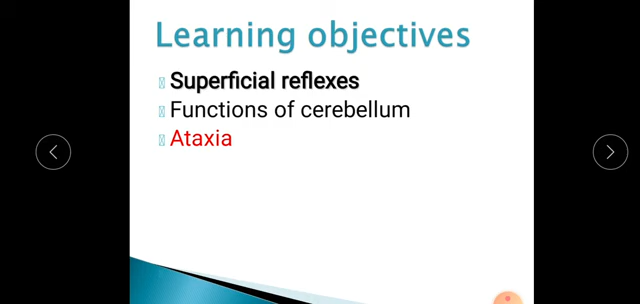 Learning objectives
Superficial reflexes
Functions of cerebellum
Ataxia